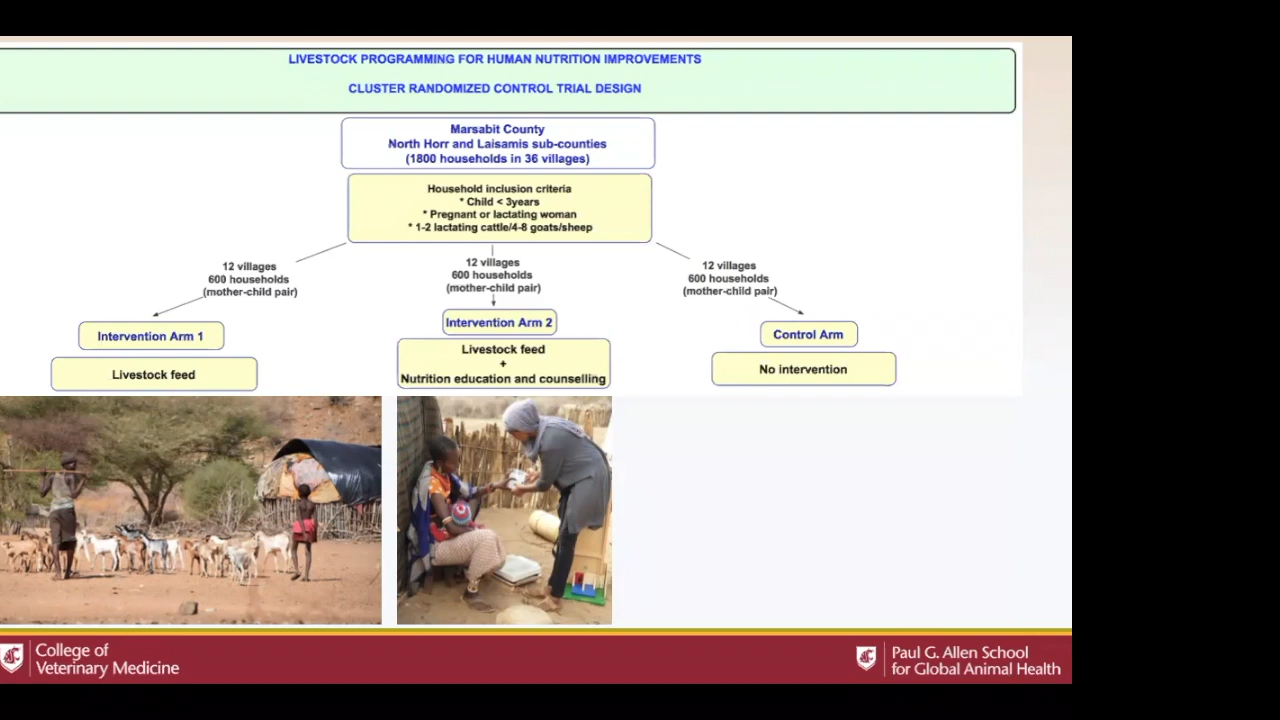 LIVESTOCK PROGRAMMING FOR HUMAN NUTRITION IMPROVEMENTS
CLUSTER RANDOMIZED CONTROL TRIAL DESIGN
Marsabit County
North Horr and Laisamis sub-counties
(1800 households in 36 villages)
Household inclusion criteria
* Child < 3years
* Pregnant or lactating woman
* 1-2 lactating cattle/4-8 goats/sheep
12 villages
600 households
(mother-child pair)
12 villages
600 households
(mother-child pair)
12 villages
600 households
(mother-child pair)
Intervention Arm 1
Livestock feed
Intervention Arm 2
Livestock feed
+
Nutrition education and counselling
Control Arm
No intervention
College of
Veterinary Medicine
Paul G. Allen School
for Global Animal Health